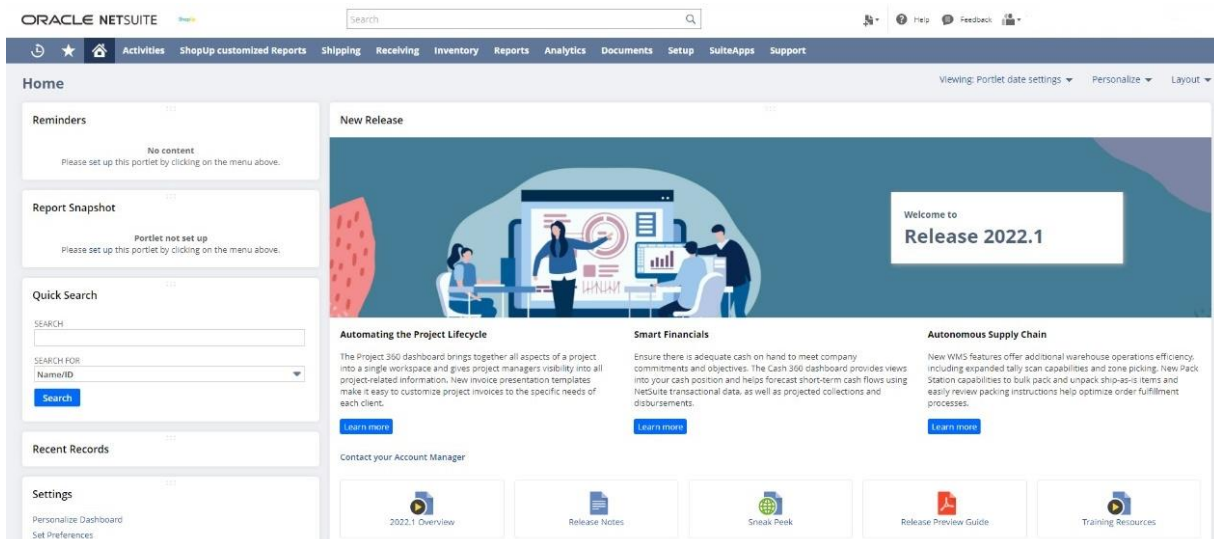 ORACLE NETSUITE
Search
Help
Feedback
Activities ShopUp customized Reports Shipping Receiving Inventory Reports Analytics Documents Setup SuiteApps Support
Home
Viewing: Portlet date settings Personalize Layout
Reminders
No content
Please set up this portlet by clicking on the menu above.
Report Snapshot
Portlet not set up
Please set up this portlet by clicking on the menu above.
Quick Search
SEARCH
SEARCH FOR
Name/ID
Search
Recent Records
Settings
Personalize Dashboard
Set Preferences
New Release
Welcome to
Release 2022.1
Automating the Project Lifecycle
The Project 360 dashboard brings together all aspects of a project
into a single workspace and gives project managers visibility into all
project-related information. New invoice presentation templates
make it easy to customize project invoices to the specific needs of
each client.
Learn more
Smart Financials
Ensure there is adequate cash on hand to meet company
commitments and objectives. The Cash 360 dashboard provides views
into your cash position and helps forecast short-term cash flows using
NetSuite transactional data, as well as projected collections and
disbursements.
Learn more
Autonomous Supply Chain
New WMS features offer additional warehouse operations efficiency,
including expanded tally scan capabilities and zone picking. New Pack
Station capabilities to bulk pack and unpack ship-as-is items and
easily review packing instructions help optimize order fulfillment
processes.
Learn more
Contact your Account Manager
2022.1 Overview
Release Notes
Sneak Peek
Release Preview Guide
Training Resources